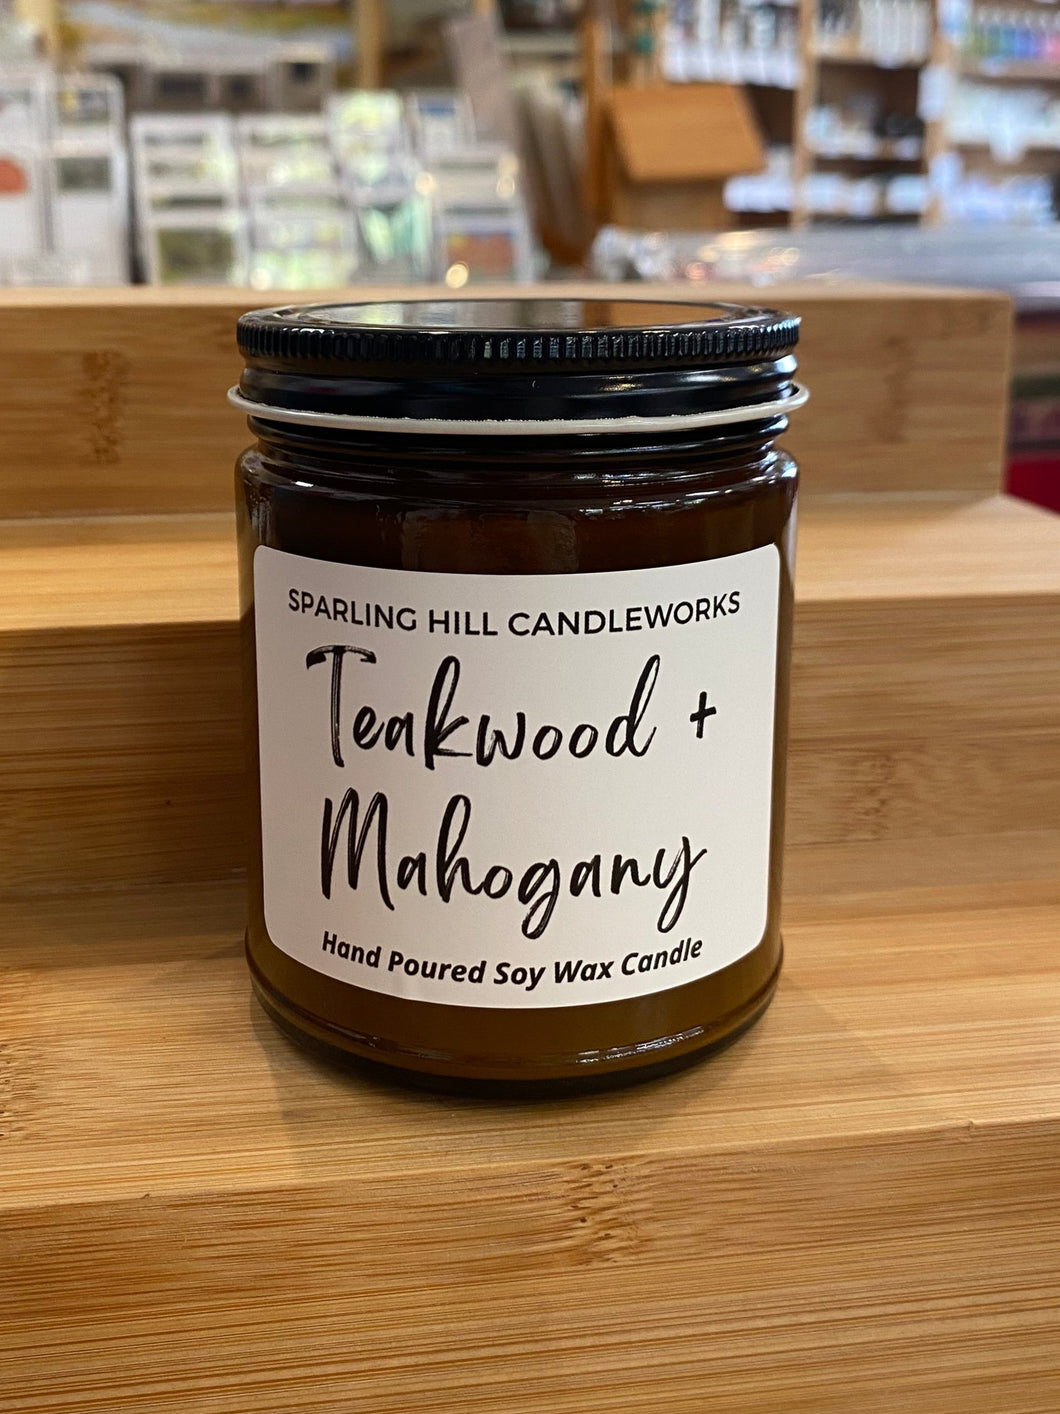 SPARLING HILL CANDLEWORKS
Teakwood +
Mahogany
Hand Poured Soy Wax Candle